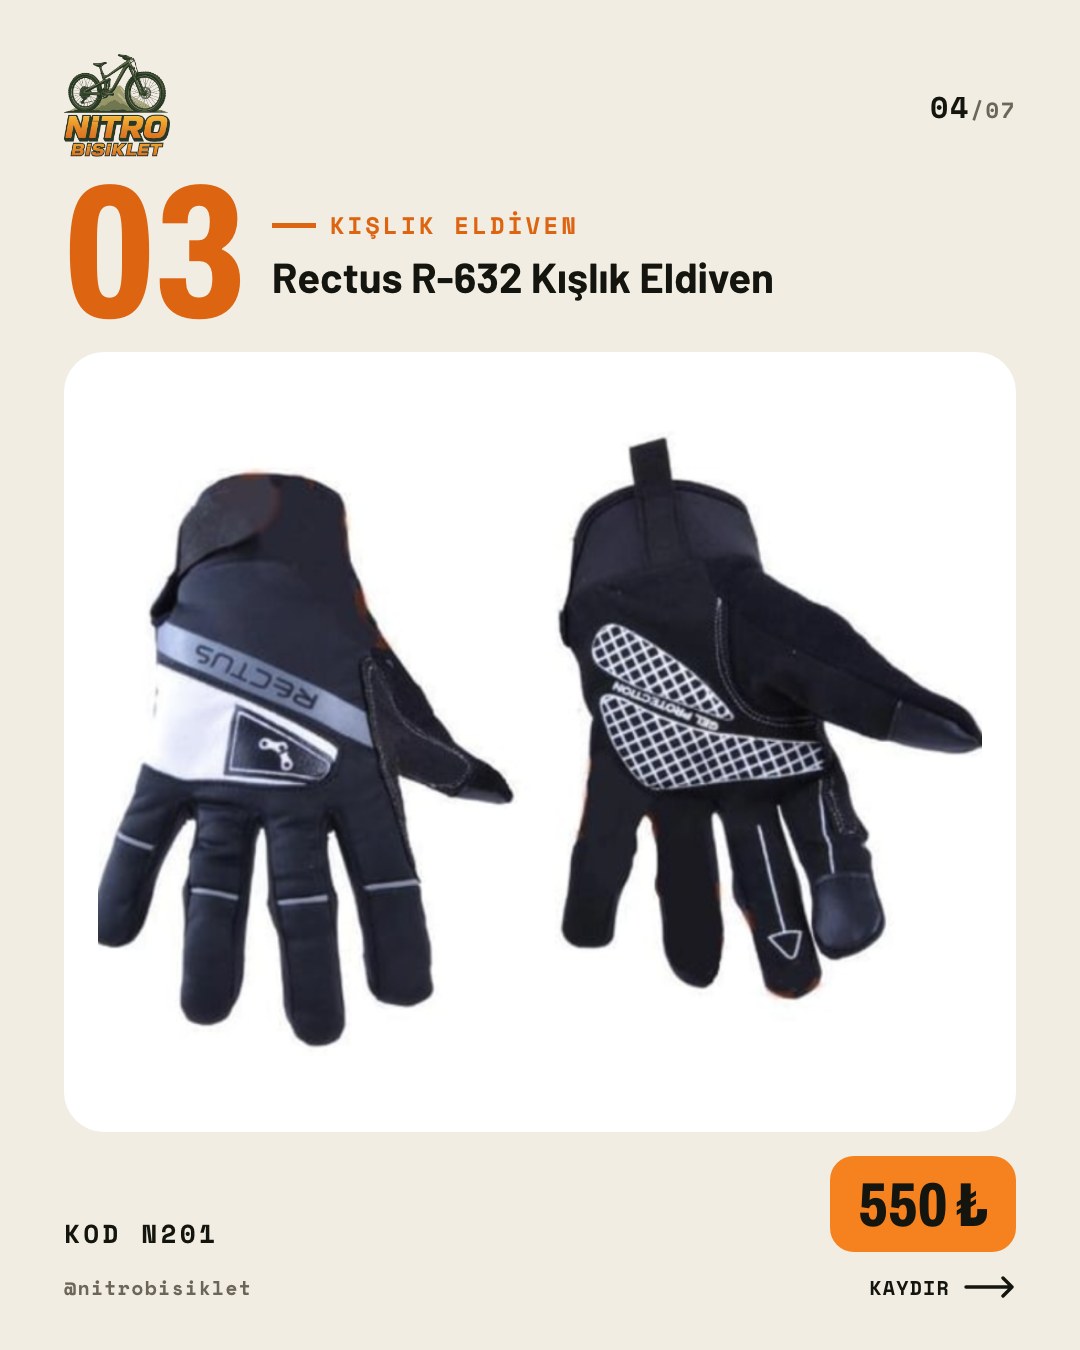 NiTRO
BISIKLET
04/07
03
KIŞLIK ELDİVEN
Rectus R-632 Kışlık Eldiven
RECTUS
GEL PROTECTION
550 ₺
KOD N201
@nitrobisiklet
KAYDIR